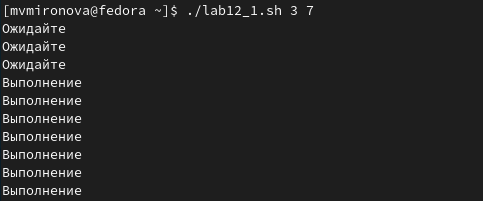 [mvmironova@fedora ~]$ ./lab12_1.sh 3 7
Ожидайте
Ожидайте
Ожидайте
Выполнение
Выполнение
Выполнение
Выполнение
Выполнение
Выполнение
Выполнение